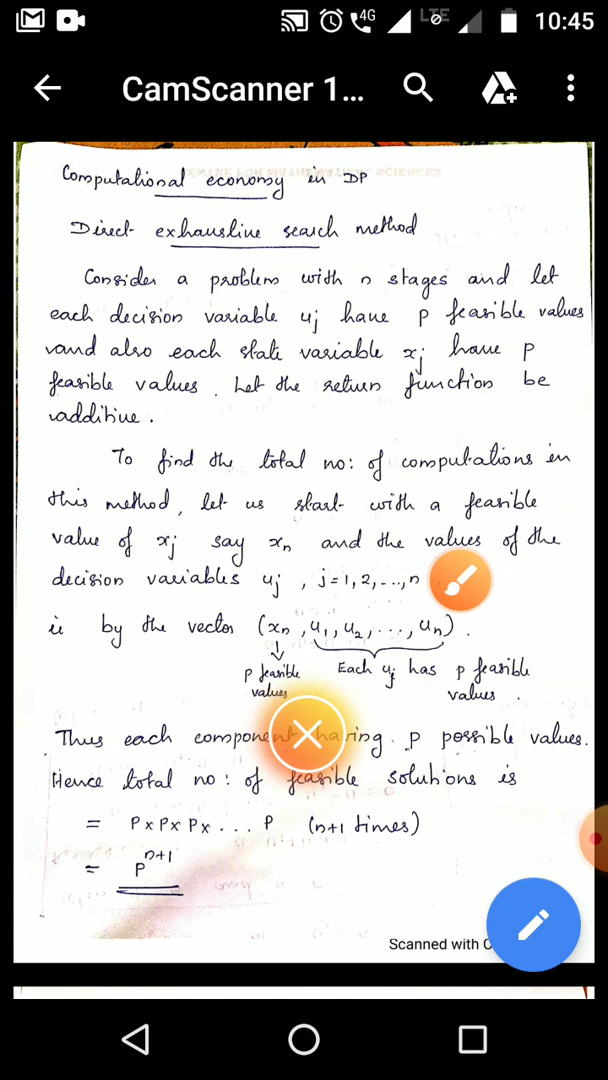 4G LTE 10:45
CamScanner 1...
Computational economy in DP
Direct exhaustive search method
Consider a problem with n stages and let
each decision variable uj have p feasible values
and also each state variable xj have p
feasible values. Let the return function be
additive.
To find the total no: of computations in
this method, let us start with a feasible
value of xj say xn and the values of the
decision variables uj, j=1,2,...,n
ie by the vector (xn, u1, u2, ..., un).
p feasible Each uj has p feasible
values values.
Thus each component having p possible values.
Hence total no: of feasible solutions is
= P x P x P x ... P (n+1 times)
= p^n+1
Scanned with